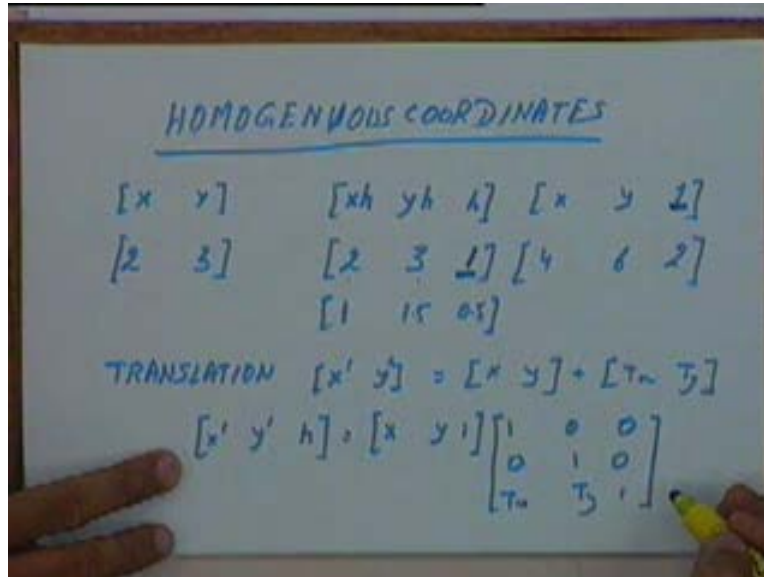 HOMOGENUOUS COORDINATES
[x y] [xh yh h] [x y 1]
[2 3] [2 3 1] [4 6 2]
[1 1.5 0.5]
TRANSLATION [x' y'] = [x y] + [Tx Ty]
[x' y' h] = [x y 1] [1 0 0
0 1 0
Tx Ty 1]